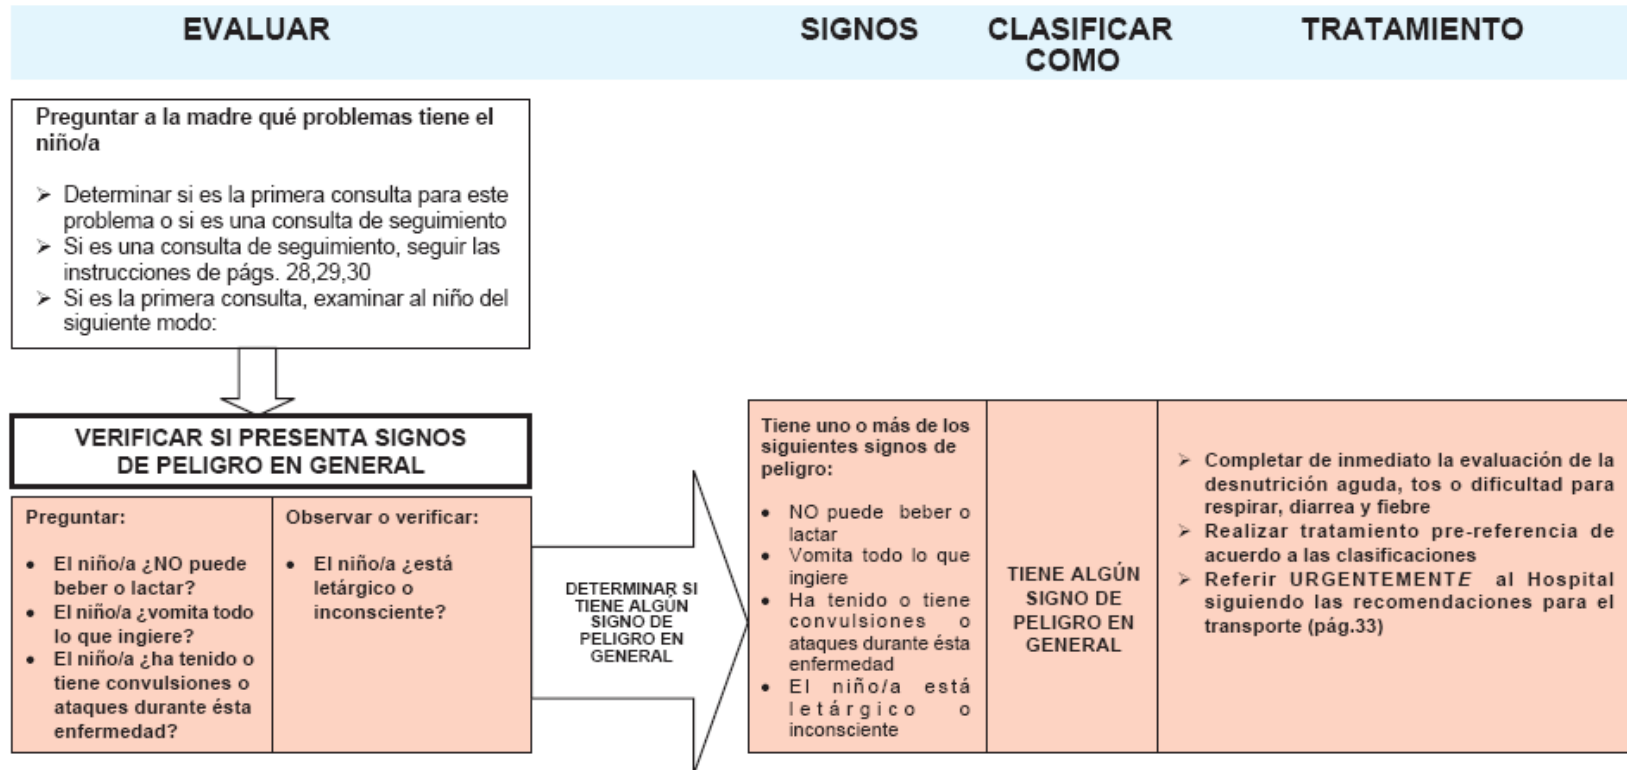 EVALUAR
SIGNOS
CLASIFICAR
COMO
TRATAMIENTO
Preguntar a la madre qué problemas tiene el
niño/a
➢ Determinar si es la primera consulta para este
problema o si es una consulta de seguimiento
➢ Si es una consulta de seguimiento, seguir las
instrucciones de págs. 28,29,30
➢ Si es la primera consulta, examinar al niño del
siguiente modo:
VERIFICAR SI PRESENTA SIGNOS
DE PELIGRO EN GENERAL
Preguntar:
• El niño/a ¿NO puede
beber o lactar?
• El niño/a ¿vomita todo
lo que ingiere?
• El niño/a ¿ha tenido o
tiene convulsiones o
ataques durante ésta
enfermedad?
Observar o verificar:
• El niño/a ¿está
letárgico o
inconsciente?
DETERMINAR SI
TIENE ALGÚN
SIGNO DE
PELIGRO EN
GENERAL
Tiene uno o más de los
siguientes signos de
peligro:
• NO puede beber o
lactar
• Vomita todo lo que
ingiere
• Ha tenido o tiene
convulsiones o
ataques durante ésta
enfermedad
• El niño/a está
letárgico o
inconsciente
TIENE ALGÚN
SIGNO DE
PELIGRO EN
GENERAL
➢ Completar de inmediato la evaluación de la
desnutrición aguda, tos o dificultad para
respirar, diarrea y fiebre
➢ Realizar tratamiento pre-referencia de
acuerdo a las clasificaciones
➢ Referir URGENTEMENTE al Hospital
siguiendo las recomendaciones para el
transporte (pág.33)